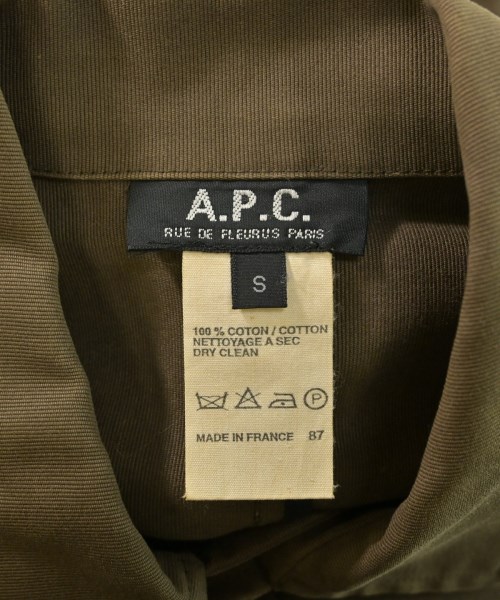 A.P.C.
RUE DE FLEURUS PARIS
S
100 % COTON / COTTON
NETTOYAGE A SEC
DRY CLEAN
P
MADE IN FRANCE 87